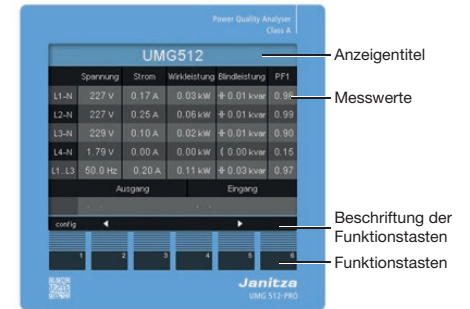 Power Quality Analyser
Class A
UMG512
Anzeigentitel
Spannung Strom Wirkleistung Blindleistung PF1
L1-N 227 V 0.17 A 0.03 kW 0.01 kvar 0.98
Messwerte
L2-N 227 V 0.25 A 0.06 kW 0.01 kvar 0.99
L3-N 229 V 0.10 A 0.02 kW 0.01 kvar 0.90
L4-N 1.79 V 0.00 A 0.00 kW 0.00 kvar 0.15
L1..L3 50.0 Hz 0.20 A 0.11 kW 0.03 kvar 0.97
Ausgang Eingang
config ◄ ►
Beschriftung der
Funktionstasten
1 2 3 4 5 6
Funktionstasten
Janitza
UMG 512-PRO